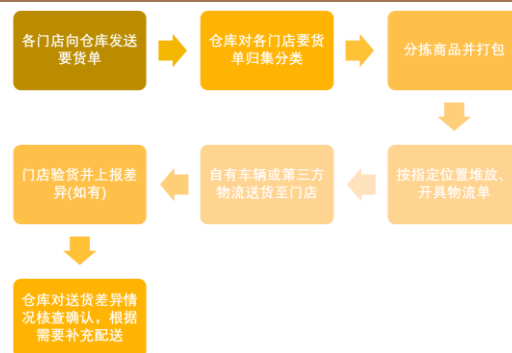 各门店向仓库发送
要货单
仓库对各门店要货
单归集分类
分拣商品并打包
按指定位置堆放、
开具物流单
自有车辆或第三方
物流送货至门店
门店验货并上报差
异(如有)
仓库对送货差异情
况核查确认，根据
需要补充配送